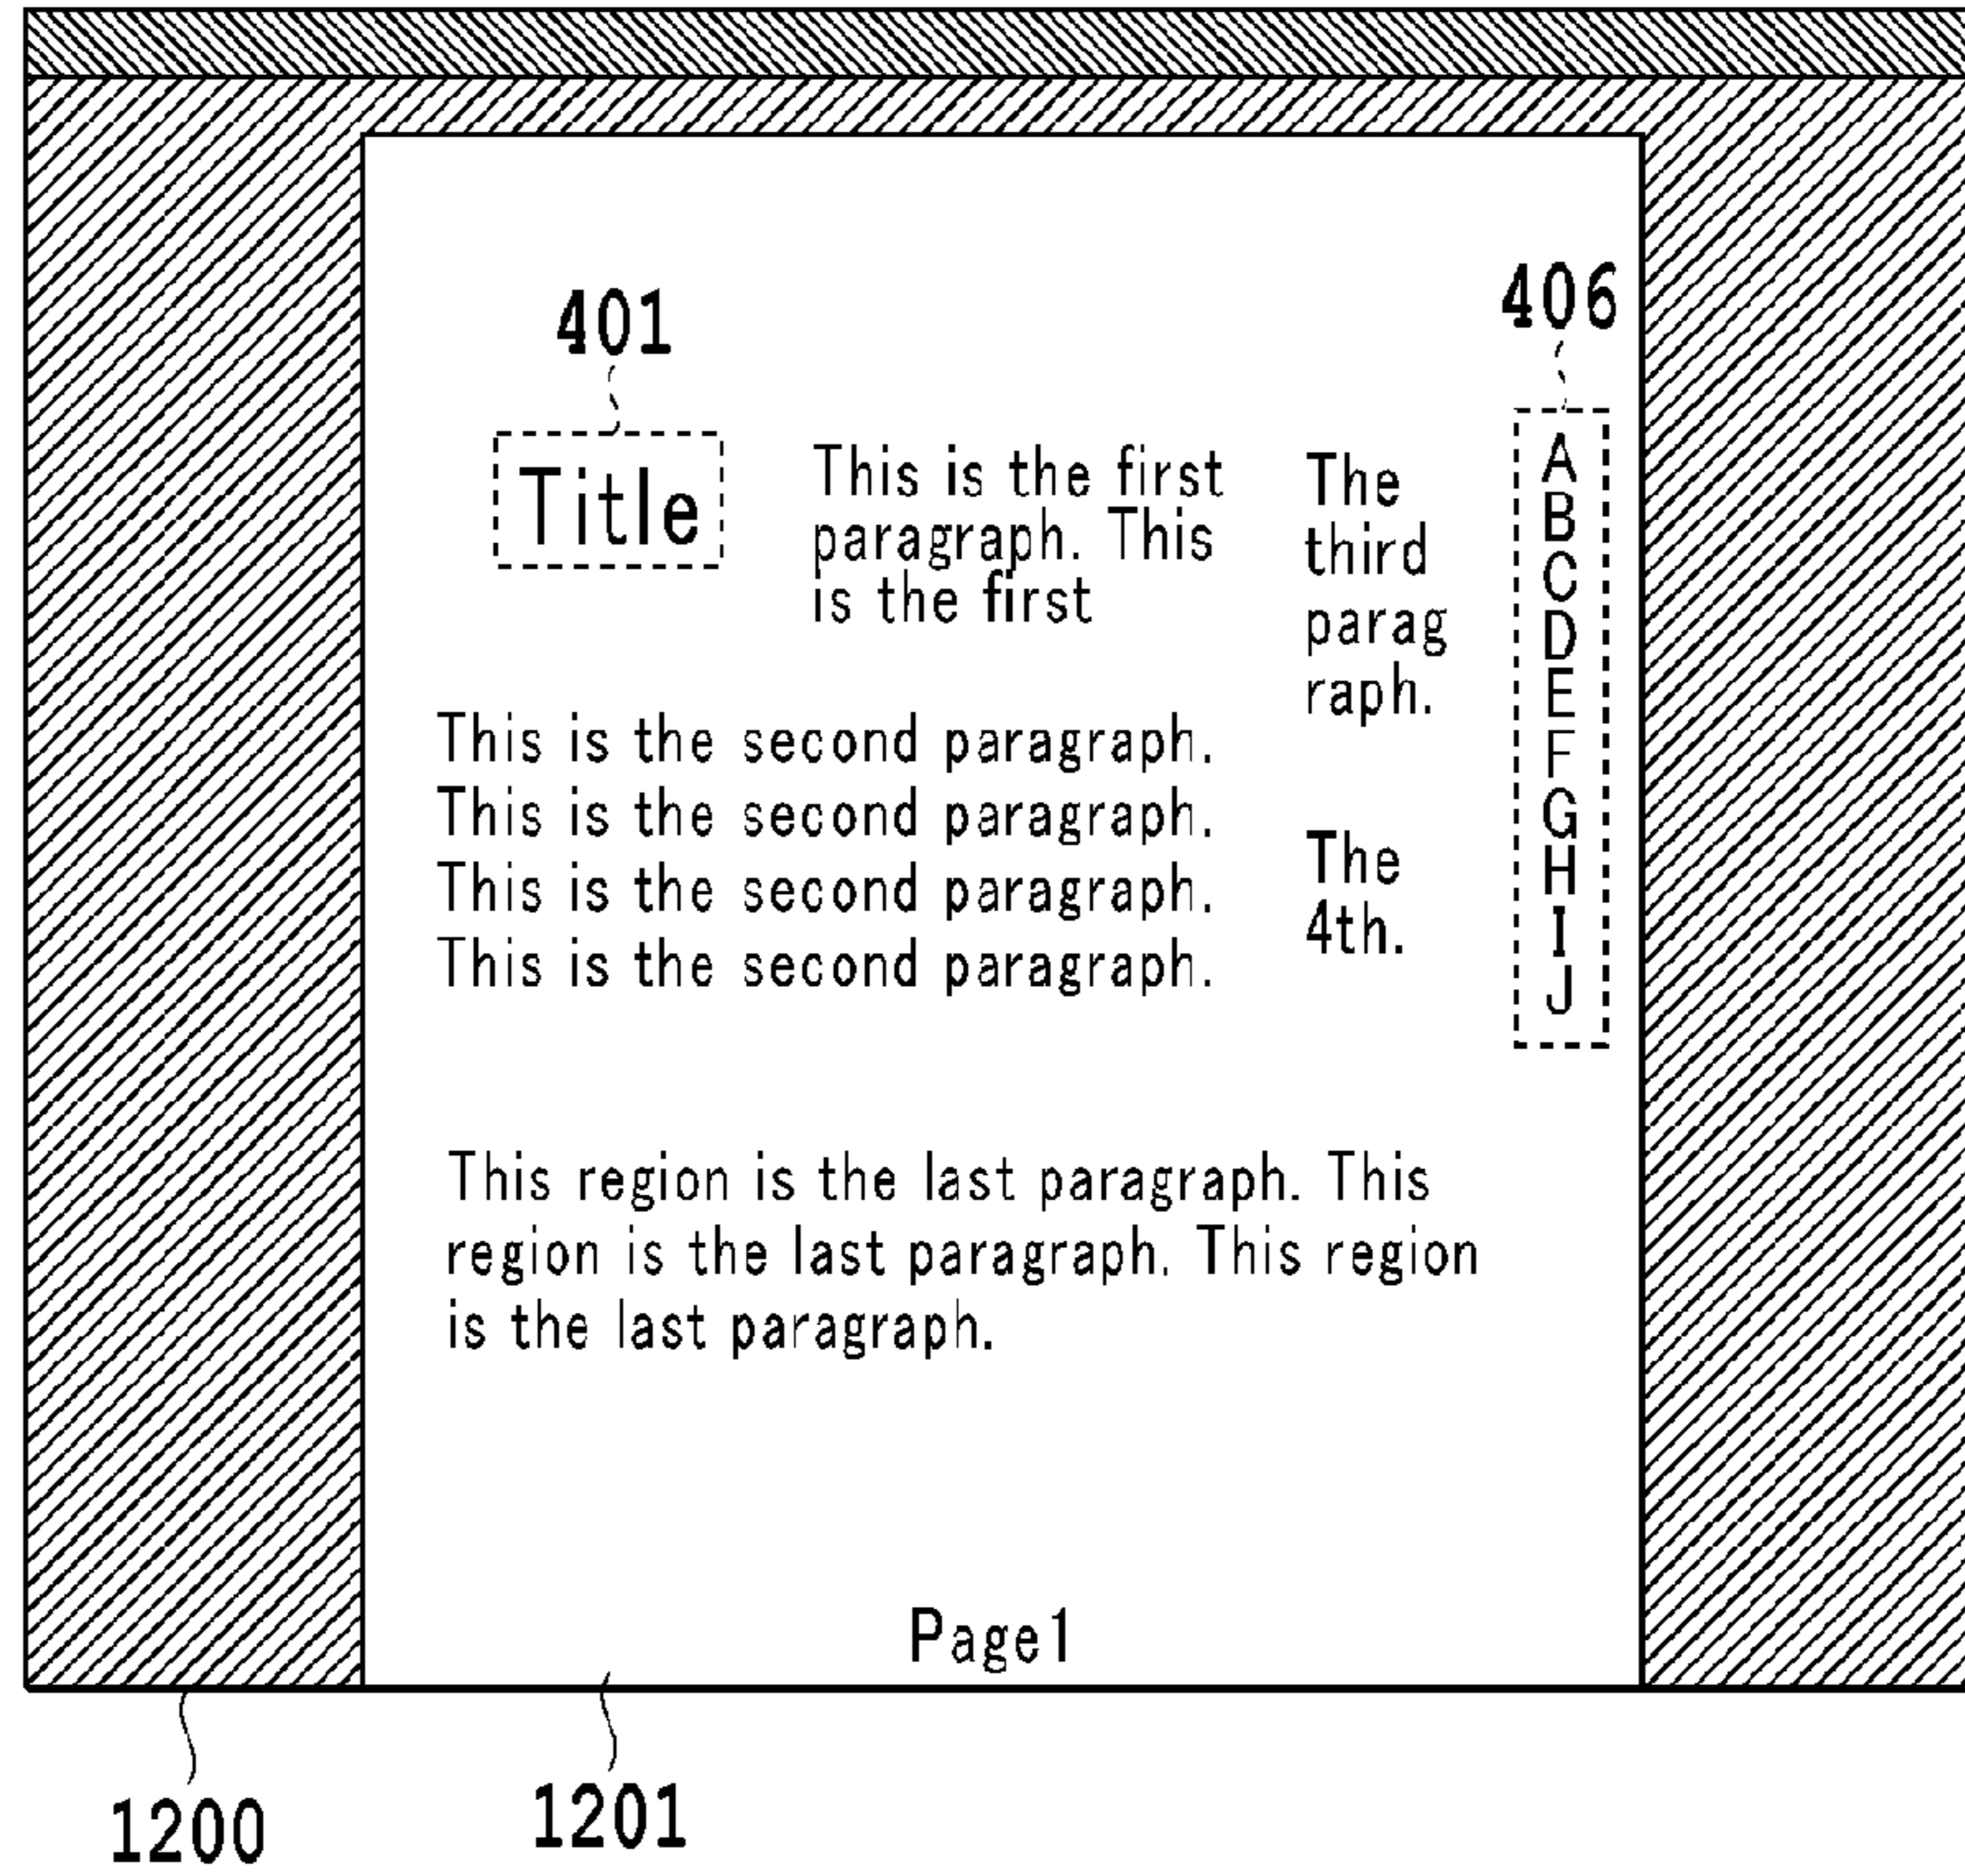 401
406
Title
This is the first
paragraph. This
is the first
This is the second paragraph.
This is the second paragraph.
This is the second paragraph.
This is the second paragraph.
The
third
parag
raph.
The
4th.
A
B
C
D
E
F
G
H
I
J
This region is the last paragraph. This
region is the last paragraph. This region
is the last paragraph.
Page1
1200
1201